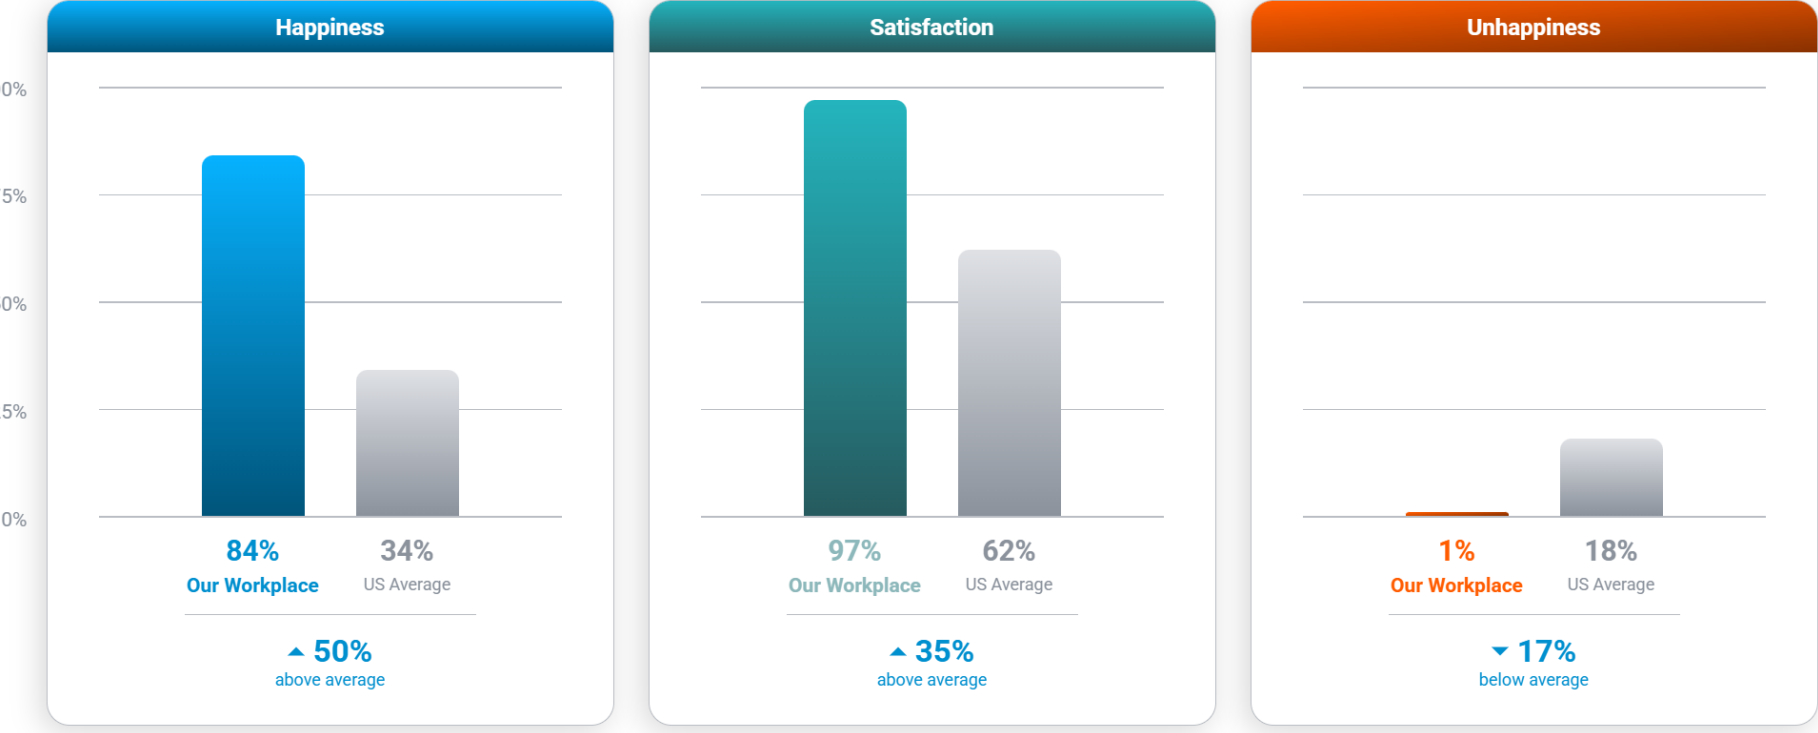 Happiness
Satisfaction
Unhappiness
0%
5%
0%
5%
0%
84%
34%
Our Workplace
US Average
50%
above average
97%
62%
Our Workplace
US Average
35%
above average
1%
18%
Our Workplace
US Average
17%
below average